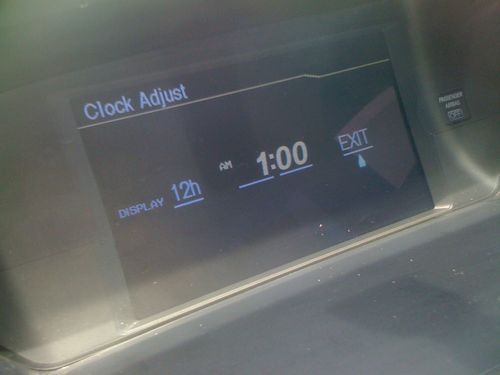 Clock Adjust
DISPLAY 12h AM 1:00 EXIT
PASSENGER
AIRBAG
OFF